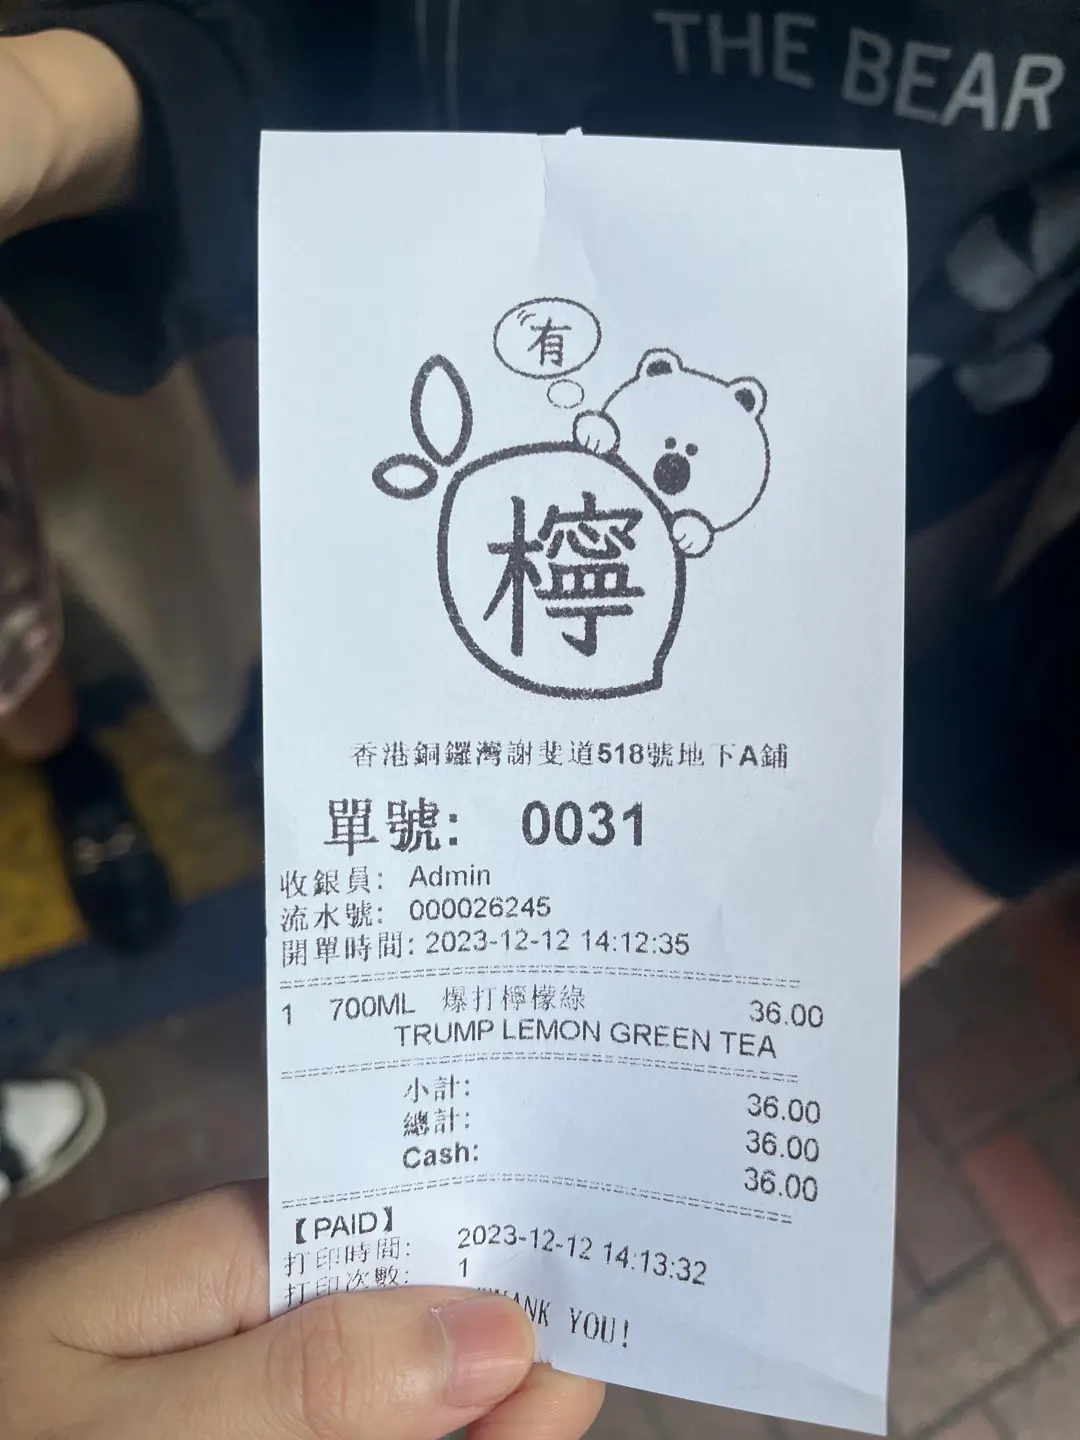 THE BEAR
有
檸
香港銅鑼灣謝斐道518號地下A鋪
單號: 0031
收銀員: Admin
流水號: 000026245
開單時間: 2023-12-12 14:12:35
1 700ML 爆打檸檬綠 36.00
TRUMP LEMON GREEN TEA
小計: 36.00
總計: 36.00
Cash: 36.00
【PAID】
打印時間: 2023-12-12 14:13:32
打印次數: 1
YOU!